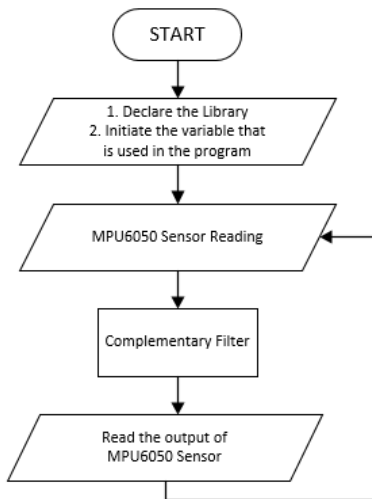 START
1. Declare the Library
2. Initiate the variable that
is used in the program
MPU6050 Sensor Reading
Complementary Filter
Read the output of
MPU6050 Sensor